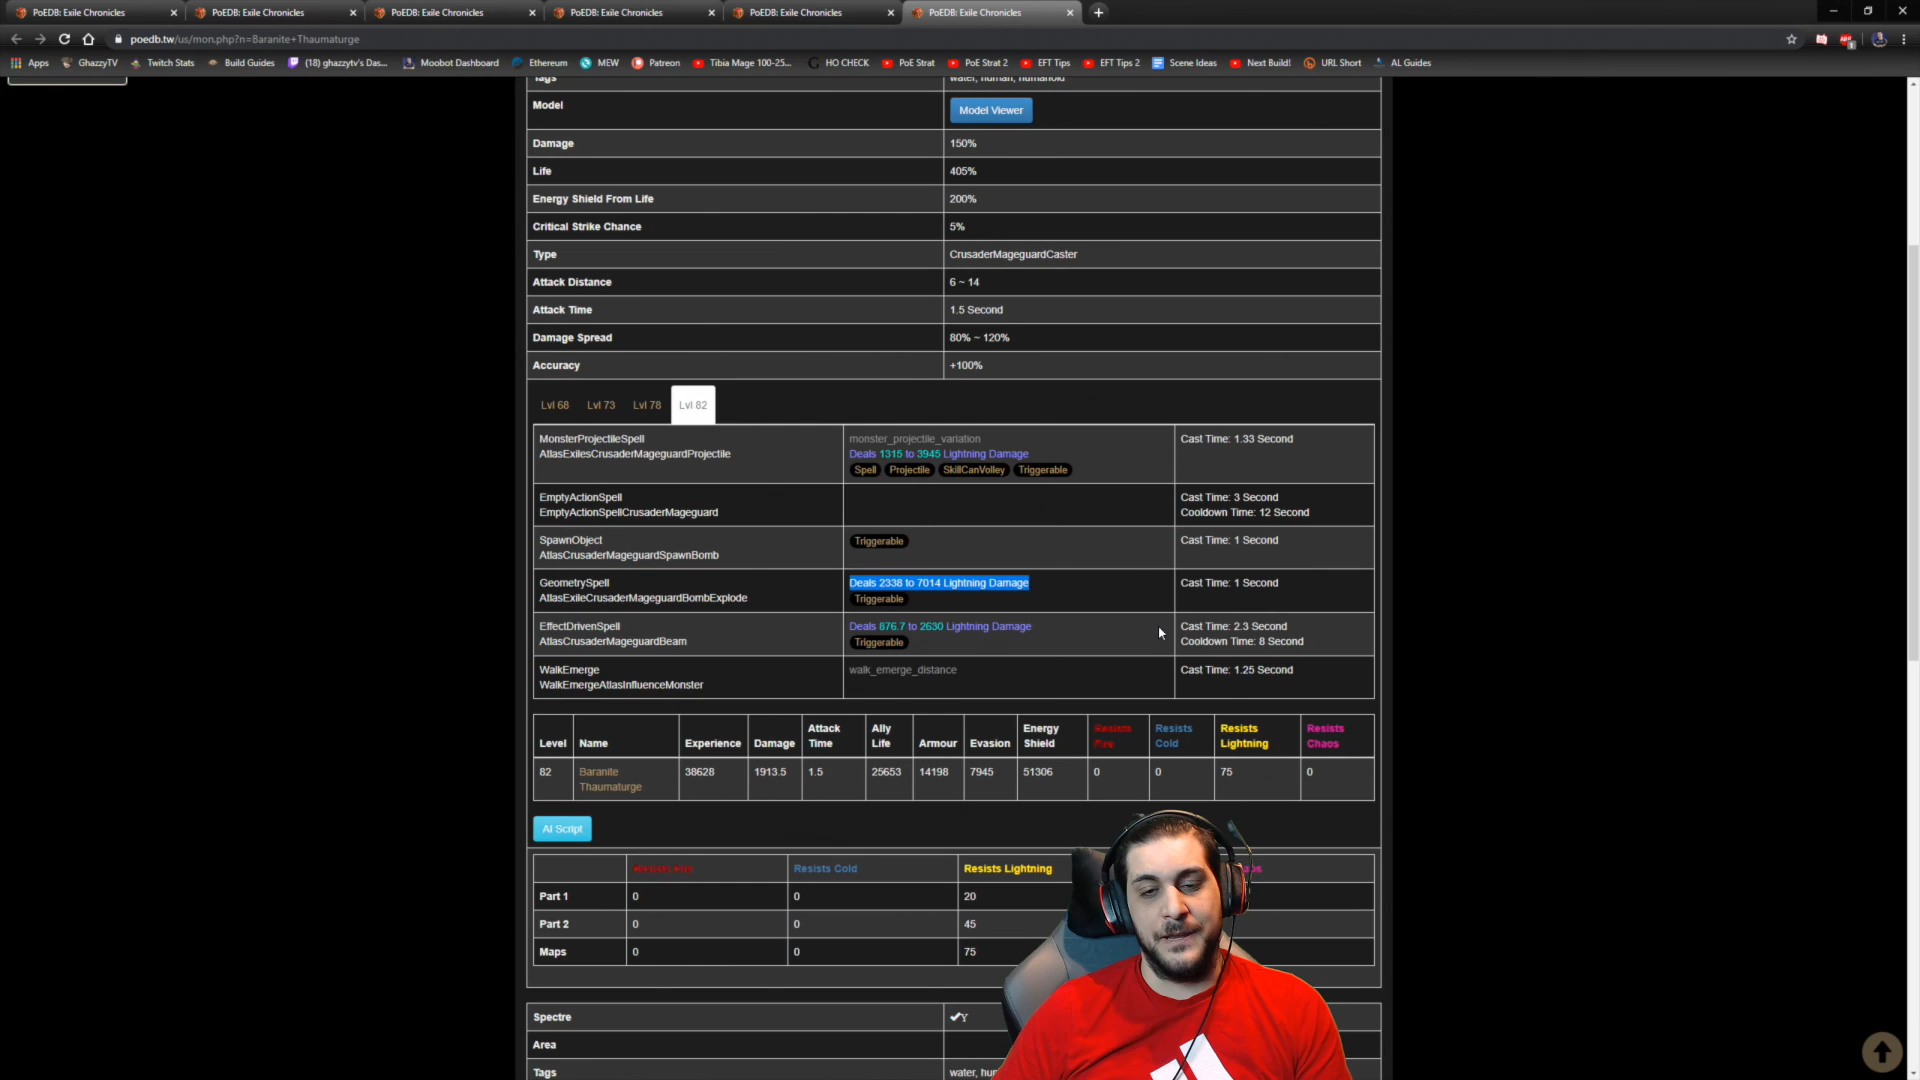 PoEDB: Exile Chronicles PoEDB: Exile Chronicles PoEDB: Exile Chronicles PoEDB: Exile Chronicles PoEDB: Exile Chronicles PoEDB: Exile Chronicles
poedb.tw/us/mon.php?n=Baranite+Thaumaturge
Apps GhazzyTV Twitch Stats Build Guides (18) ghazzytv's Das... Moobot Dashboard Ethereum MEW Patreon Tibia Mage 100-25... HO CHECK PoE Strat PoE Strat 2 EFT Tips EFT Tips 2 Scene Ideas Next Build! URL Short AL Guides
Tags water, human, humanoid
Model Model Viewer
Damage 150%
Life 405%
Energy Shield From Life 200%
Critical Strike Chance 5%
Type CrusaderMageguardCaster
Attack Distance 6 ~ 14
Attack Time 1.5 Second
Damage Spread 80% ~ 120%
Accuracy +100%
Lvl 68 Lvl 73 Lvl 78 Lvl 82
MonsterProjectileSpell monster_projectile_variation Cast Time: 1.33 Second
AtlasExilesCrusaderMageguardProjectile Deals 1315 to 3945 Lightning Damage
Spell Projectile SkillCanVolley Triggerable
EmptyActionSpell Cast Time: 3 Second
EmptyActionSpellCrusaderMageguard Cooldown Time: 12 Second
SpawnObject Triggerable Cast Time: 1 Second
AtlasCrusaderMageguardSpawnBomb
GeometrySpell Deals 2338 to 7014 Lightning Damage Cast Time: 1 Second
AtlasExileCrusaderMageguardBombExplode Triggerable
EffectDrivenSpell Deals 876.7 to 2630 Lightning Damage Cast Time: 2.3 Second
AtlasCrusaderMageguardBeam Triggerable Cooldown Time: 8 Second
WalkEmerge walk_emerge_distance Cast Time: 1.25 Second
WalkEmergeAtlasInfluenceMonster
Level Name Experience Damage Attack Time Ally Life Armour Evasion Energy Shield Resists Fire Resists Cold Resists Lightning Resists Chaos
82 Baranite Thaumaturge 38628 1913.5 1.5 25653 14198 7945 51306 0 0 75 0
AI Script
Resists Fire Resists Cold Resists Lightning
Part 1 0 0 20
Part 2 0 0 45
Maps 0 0 75
Spectre Y
Area
Tags water,